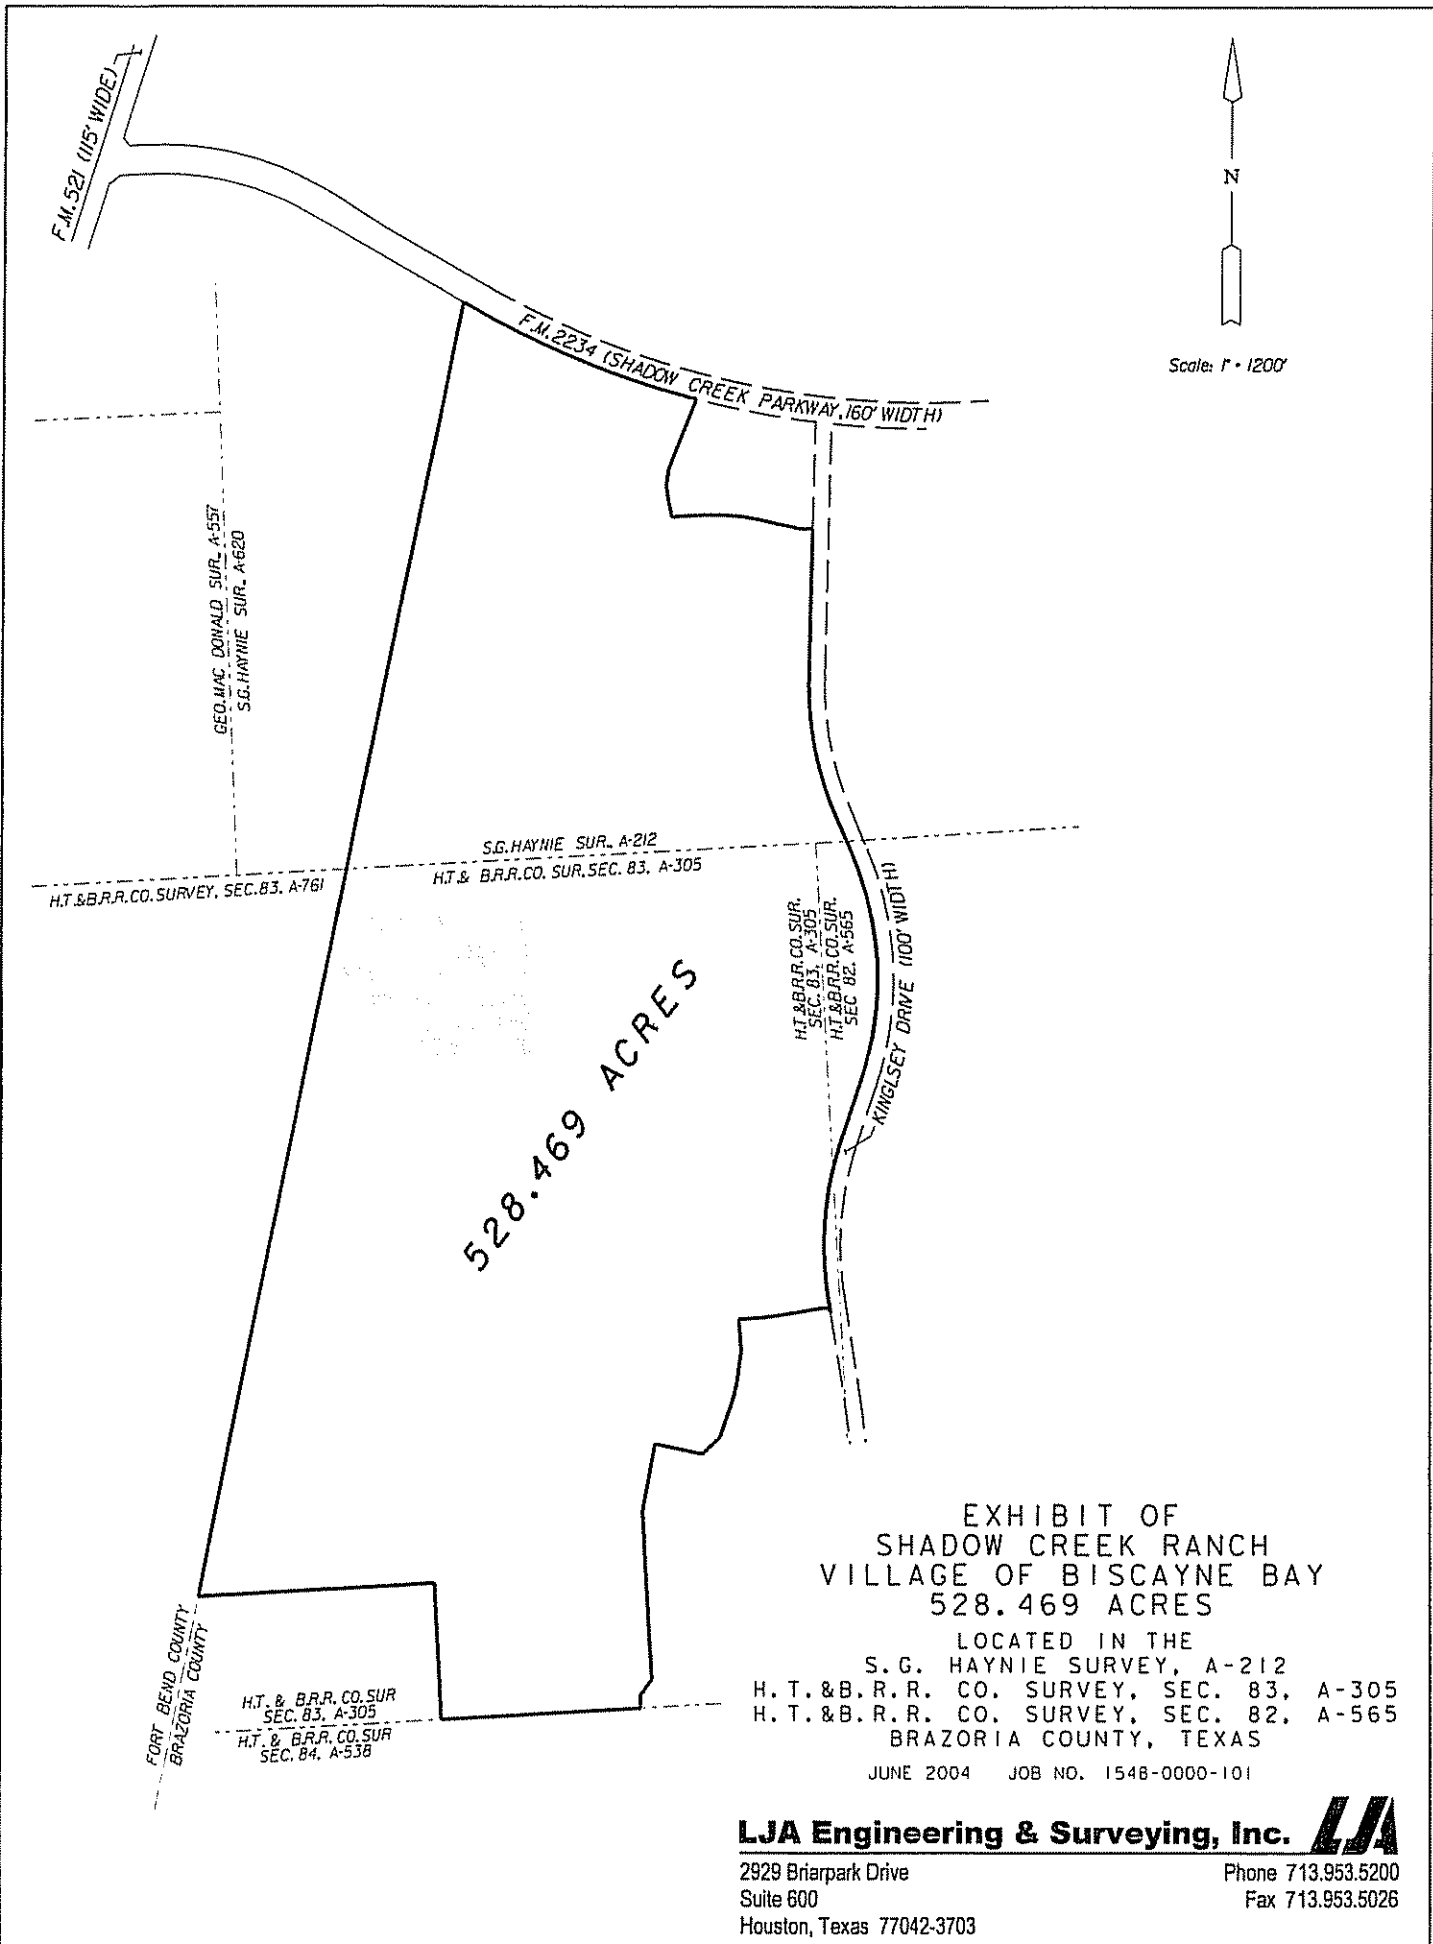 F.M. 521 (115' WIDE)
N
Scale: 1" = 1200'
F.M. 2234 (SHADOW CREEK PARKWAY, 160' WIDTH)
GEO. MAC DONALD SUR., A-557
S.G. HAYNIE SUR., A-620
S.G. HAYNIE SUR., A-212
H.T. & B.R.R. CO. SUR. SEC. 83, A-305
H.T.&B.R.R. CO. SURVEY, SEC. 83, A-761
H.T.&B.R.R. CO. SUR.
SEC. 83, A-305
H.T.&B.R.R. CO. SUR.
SEC 82, A-565
KINGLSEY DRIVE (100' WIDTH)
528.469 ACRES
FORT BEND COUNTY
BRAZORIA COUNTY
H.T. & B.R.R. CO. SUR
SEC. 83, A-305
H.T. & B.R.R. CO. SUR
SEC. 84, A-538
EXHIBIT OF
SHADOW CREEK RANCH
VILLAGE OF BISCAYNE BAY
528.469 ACRES
LOCATED IN THE
S.G. HAYNIE SURVEY, A-212
H.T.&B.R.R. CO. SURVEY, SEC. 83, A-305
H.T.&B.R.R. CO. SURVEY, SEC. 82, A-565
BRAZORIA COUNTY, TEXAS
JUNE 2004 JOB NO. 1546-0000-101
LJA Engineering & Surveying, Inc. LJA
2929 Briarpark Drive Phone 713.953.5200
Suite 600 Fax 713.953.5026
Houston, Texas 77042-3703